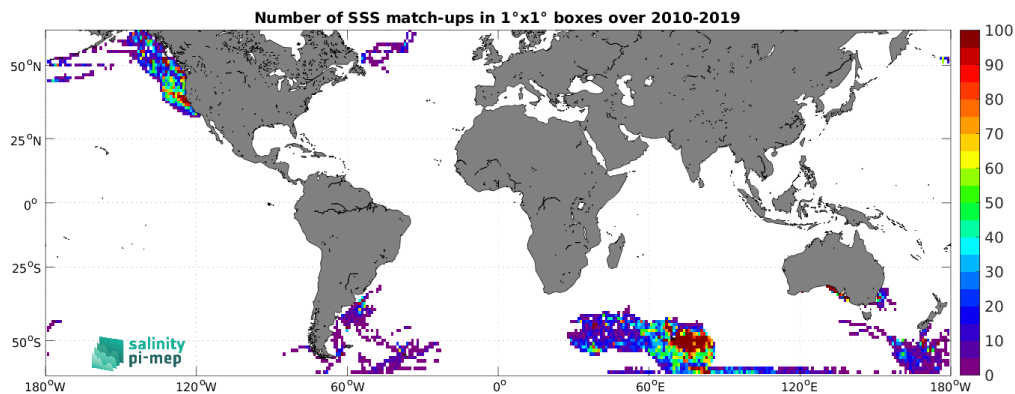 Number of SSS match-ups in 1°x1° boxes over 2010-2019
100
90
80
70
60
50
40
30
20
10
0
50°N
25°N
0°
25°S
50°S
salinity
pi-mep
180°W 120°W 60°W 0° 60°E 120°E 180°W